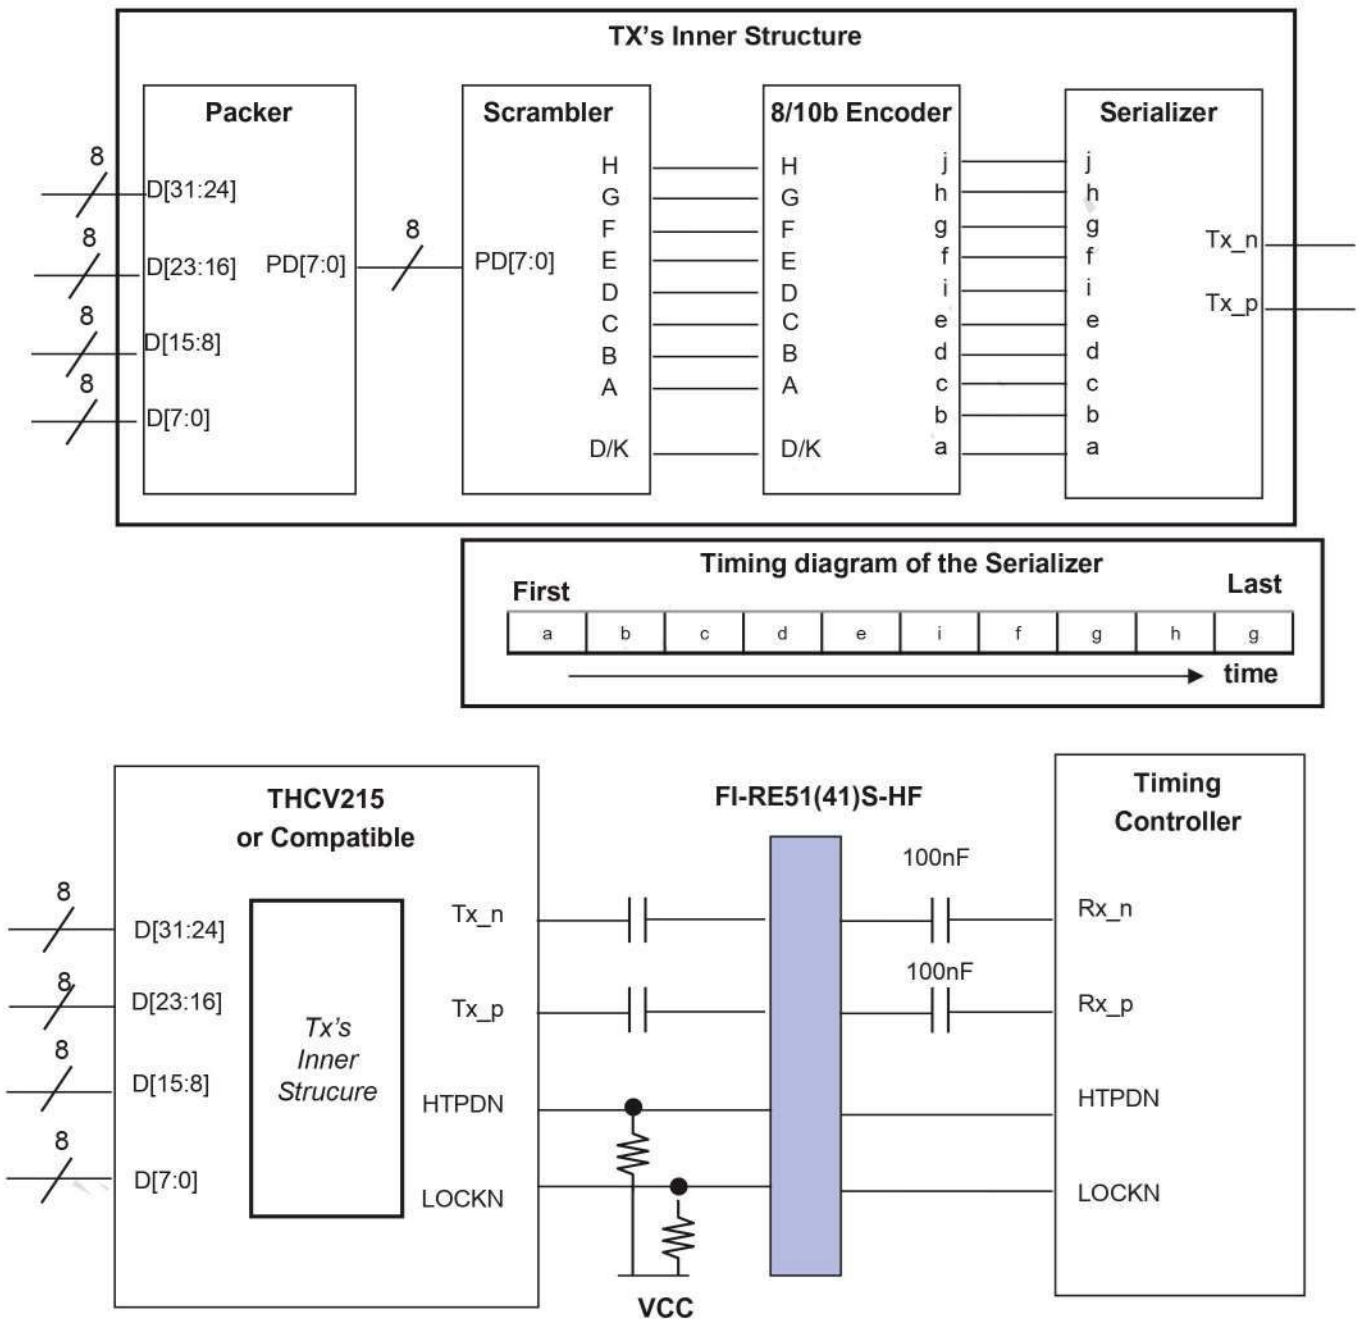 TX's Inner Structure
Packer
8
D[31:24]
8
D[23:16]
8
D[15:8]
8
D[7:0]
PD[7:0]
8
Scrambler
PD[7:0]
H
G
F
E
D
C
B
A
D/K
8/10b Encoder
H
G
F
E
D
C
B
A
D/K
j
h
g
f
i
e
d
c
b
a
Serializer
j
h
g
f
i
e
d
c
b
a
Tx_n
Tx_p
Timing diagram of the Serializer
First
Last
a b c d e i f g h g
time
THCV215
or Compatible
8
D[31:24]
8
D[23:16]
8
D[15:8]
8
D[7:0]
Tx's
Inner
Strucure
Tx_n
Tx_p
HTPDN
LOCKN
VCC
FI-RE51(41)S-HF
100nF
100nF
Timing
Controller
Rx_n
Rx_p
HTPDN
LOCKN